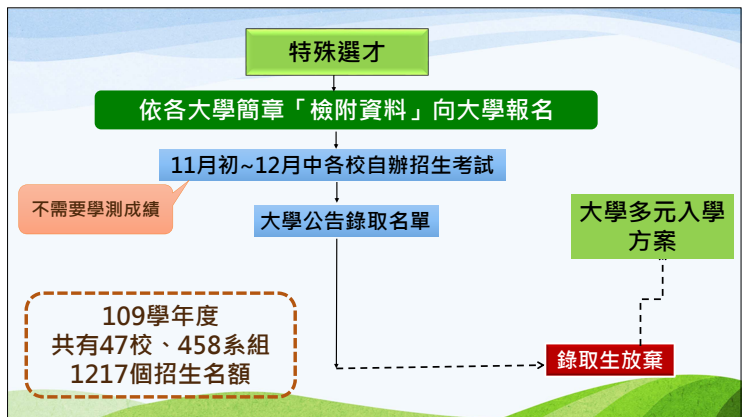 特殊選才
依各大學簡章「檢附資料」向大學報名
11月初~12月中各校自辦招生考試
不需要學測成績
大學公告錄取名單
大學多元入學
方案
109學年度
共有47校、458系組
1217個招生名額
錄取生放棄